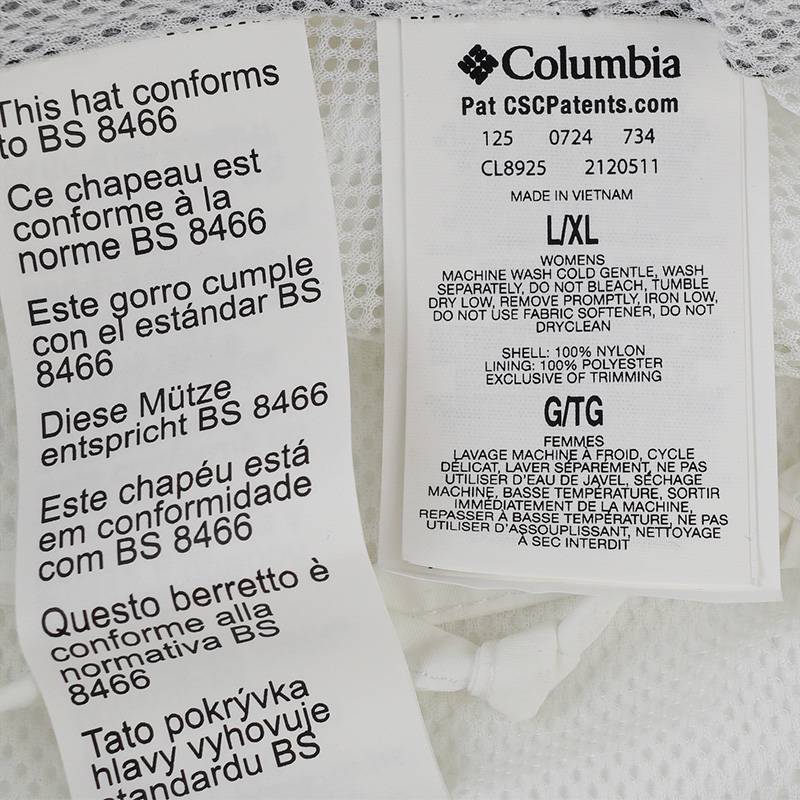 This hat conforms
to BS 8466
Ce chapeau est
conforme à la
norme BS 8466
Este gorro cumple
con el estándar BS
8466
Diese Mütze
entspricht BS 8466
Este chapéu está
em conformidade
com BS 8466
Questo berretto è
conforme alla
normativa BS
8466
Tato pokrývka
hlavy vyhovuje
standardu BS
Columbia
Pat CSCPatents.com
125 0724 734
CL8925 2120511
MADE IN VIETNAM
L/XL
WOMENS
MACHINE WASH COLD GENTLE, WASH
SEPARATELY, DO NOT BLEACH, TUMBLE
DRY LOW, REMOVE PROMPTLY, IRON LOW,
DO NOT USE FABRIC SOFTENER, DO NOT
DRYCLEAN
SHELL: 100% NYLON
LINING: 100% POLYESTER
EXCLUSIVE OF TRIMMING
G/TG
FEMMES
LAVAGE MACHINE À FROID, CYCLE
DÉLICAT, LAVER SÉPARÉMENT, NE PAS
UTILISER D'EAU DE JAVEL, SÉCHAGE
MACHINE, BASSE TEMPÉRATURE, SORTIR
IMMÉDIATEMENT DE LA MACHINE,
REPASSER À BASSE TEMPÉRATURE, NE PAS
UTILISER D'ASSOUPLISSANT, NETTOYAGE
À SEC INTERDIT